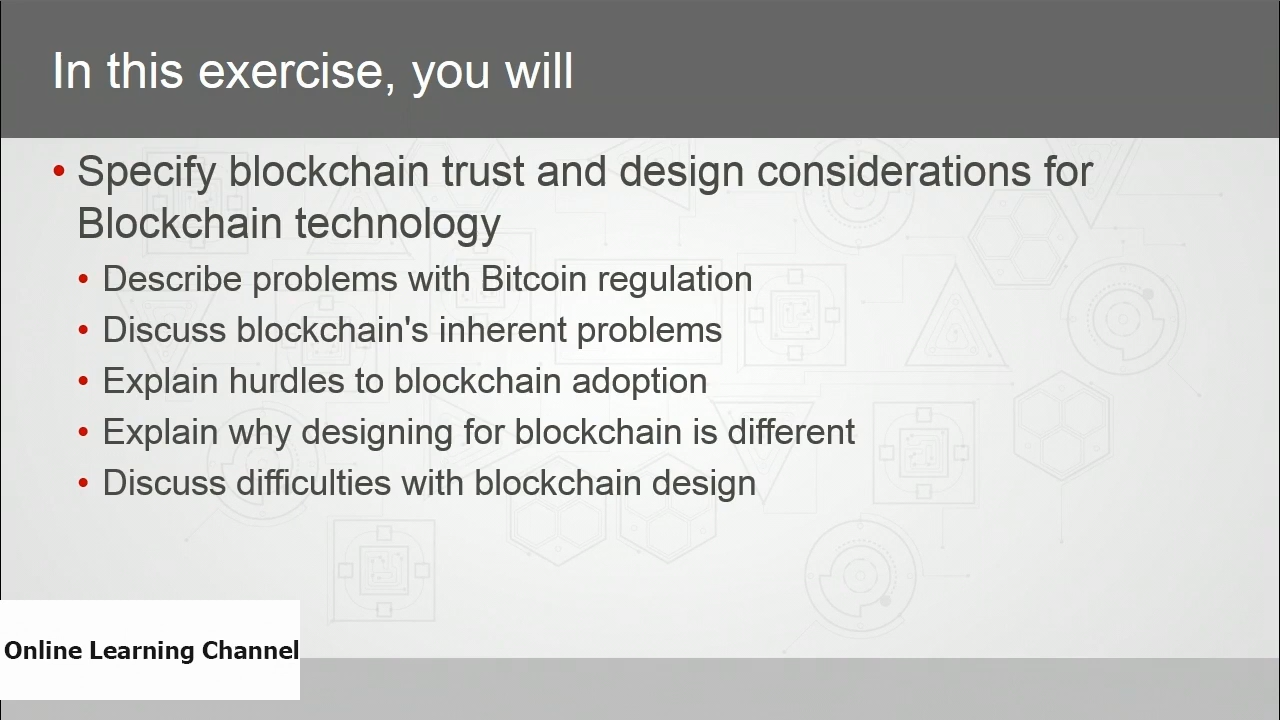 In this exercise, you will
• Specify blockchain trust and design considerations for
Blockchain technology
• Describe problems with Bitcoin regulation
• Discuss blockchain's inherent problems
• Explain hurdles to blockchain adoption
• Explain why designing for blockchain is different
• Discuss difficulties with blockchain design
Online Learning Channel